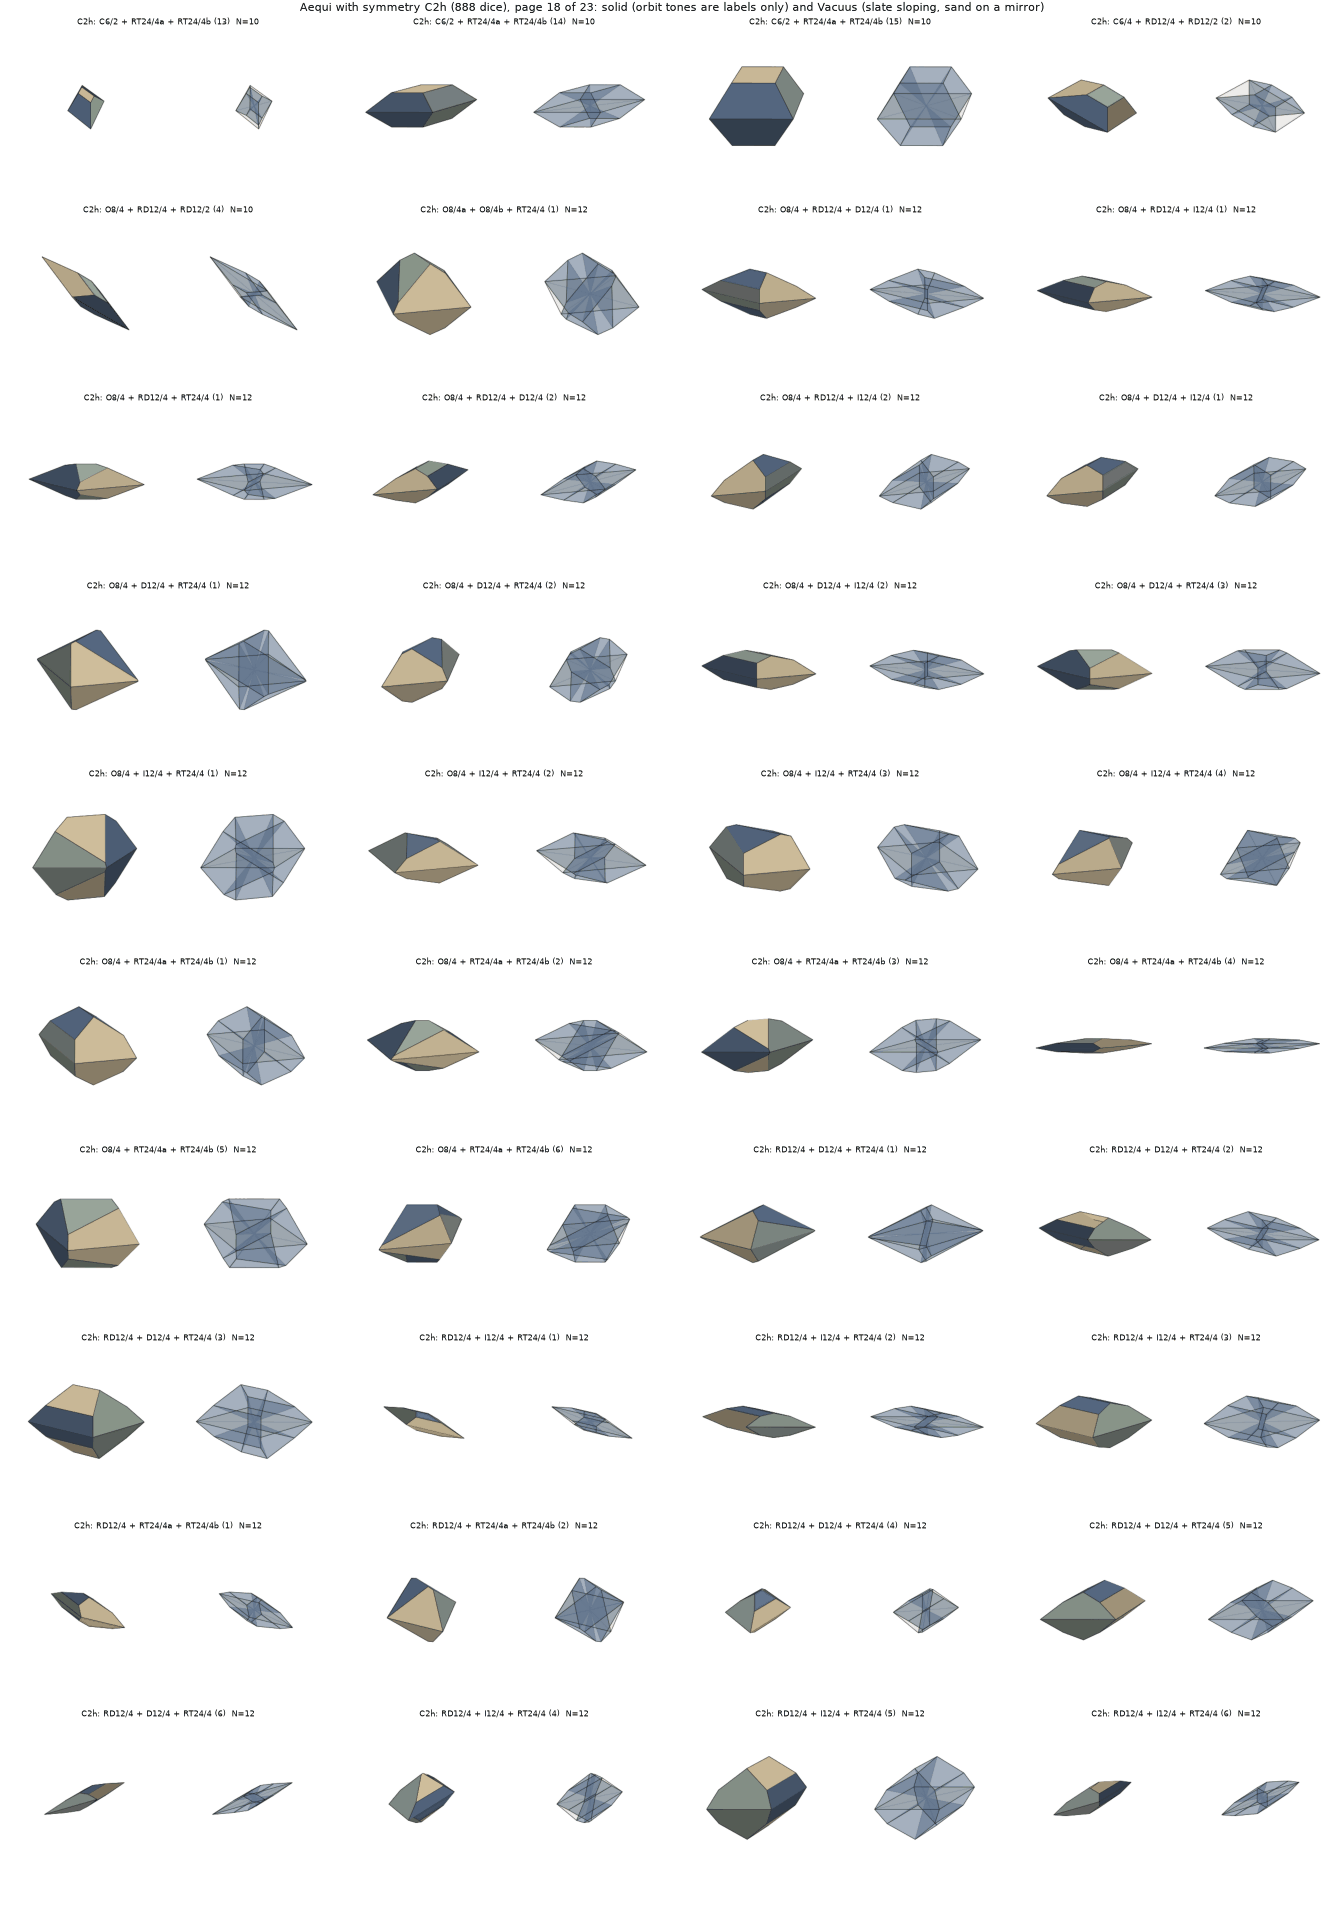 Aequi with symmetry C2h (888 dice), page 18 of 23: solid (orbit tones are labels only) and Vacuus (slate sloping, sand on a mirror)
C2h: C6/2 + RT24/4a + RT24/4b (13)  N=10
C2h: C6/2 + RT24/4a + RT24/4b (14)  N=10
C2h: C6/2 + RT24/4a + RT24/4b (15)  N=10
C2h: C6/4 + RD12/4 + RD12/2 (2)  N=10
C2h: O8/4 + RD12/4 + RD12/2 (4)  N=10
C2h: O8/4a + O8/4b + RT24/4 (1)  N=12
C2h: O8/4 + RD12/4 + D12/4 (1)  N=12
C2h: O8/4 + RD12/4 + I12/4 (1)  N=12
C2h: O8/4 + RD12/4 + RT24/4 (1)  N=12
C2h: O8/4 + RD12/4 + D12/4 (2)  N=12
C2h: O8/4 + RD12/4 + I12/4 (2)  N=12
C2h: O8/4 + D12/4 + I12/4 (1)  N=12
C2h: O8/4 + D12/4 + RT24/4 (1)  N=12
C2h: O8/4 + D12/4 + RT24/4 (2)  N=12
C2h: O8/4 + D12/4 + I12/4 (2)  N=12
C2h: O8/4 + D12/4 + RT24/4 (3)  N=12
C2h: O8/4 + I12/4 + RT24/4 (1)  N=12
C2h: O8/4 + I12/4 + RT24/4 (2)  N=12
C2h: O8/4 + I12/4 + RT24/4 (3)  N=12
C2h: O8/4 + I12/4 + RT24/4 (4)  N=12
C2h: O8/4 + RT24/4a + RT24/4b (1)  N=12
C2h: O8/4 + RT24/4a + RT24/4b (2)  N=12
C2h: O8/4 + RT24/4a + RT24/4b (3)  N=12
C2h: O8/4 + RT24/4a + RT24/4b (4)  N=12
C2h: O8/4 + RT24/4a + RT24/4b (5)  N=12
C2h: O8/4 + RT24/4a + RT24/4b (6)  N=12
C2h: RD12/4 + D12/4 + RT24/4 (1)  N=12
C2h: RD12/4 + D12/4 + RT24/4 (2)  N=12
C2h: RD12/4 + D12/4 + RT24/4 (3)  N=12
C2h: RD12/4 + I12/4 + RT24/4 (1)  N=12
C2h: RD12/4 + I12/4 + RT24/4 (2)  N=12
C2h: RD12/4 + I12/4 + RT24/4 (3)  N=12
C2h: RD12/4 + RT24/4a + RT24/4b (1)  N=12
C2h: RD12/4 + RT24/4a + RT24/4b (2)  N=12
C2h: RD12/4 + D12/4 + RT24/4 (4)  N=12
C2h: RD12/4 + D12/4 + RT24/4 (5)  N=12
C2h: RD12/4 + D12/4 + RT24/4 (6)  N=12
C2h: RD12/4 + I12/4 + RT24/4 (4)  N=12
C2h: RD12/4 + I12/4 + RT24/4 (5)  N=12
C2h: RD12/4 + I12/4 + RT24/4 (6)  N=12